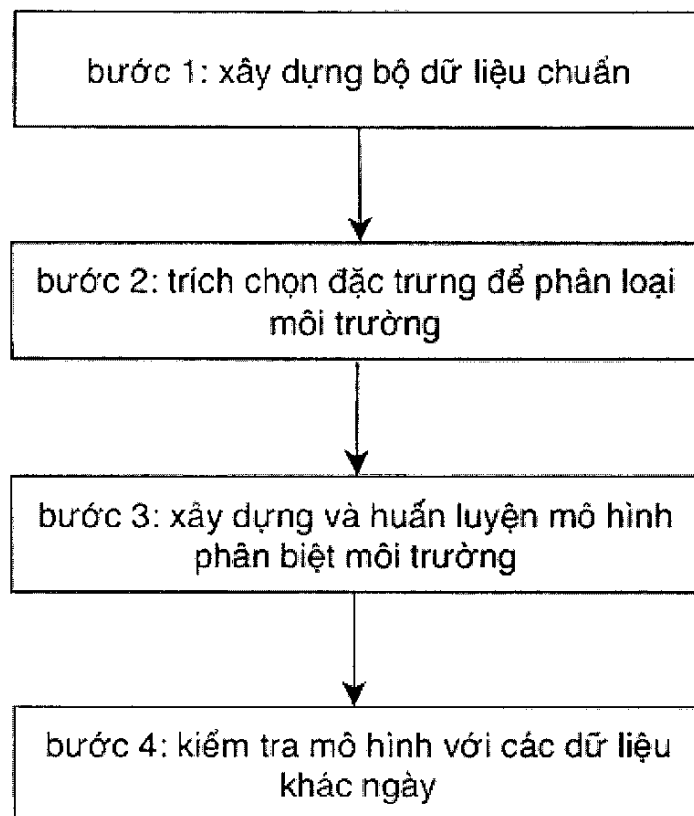 bước 1: xây dựng bộ dữ liệu chuẩn
bước 2: trích chọn đặc trưng để phân loại
môi trường
bước 3: xây dựng và huấn luyện mô hình
phân biệt môi trường
bước 4: kiểm tra mô hình với các dữ liệu
khác ngày